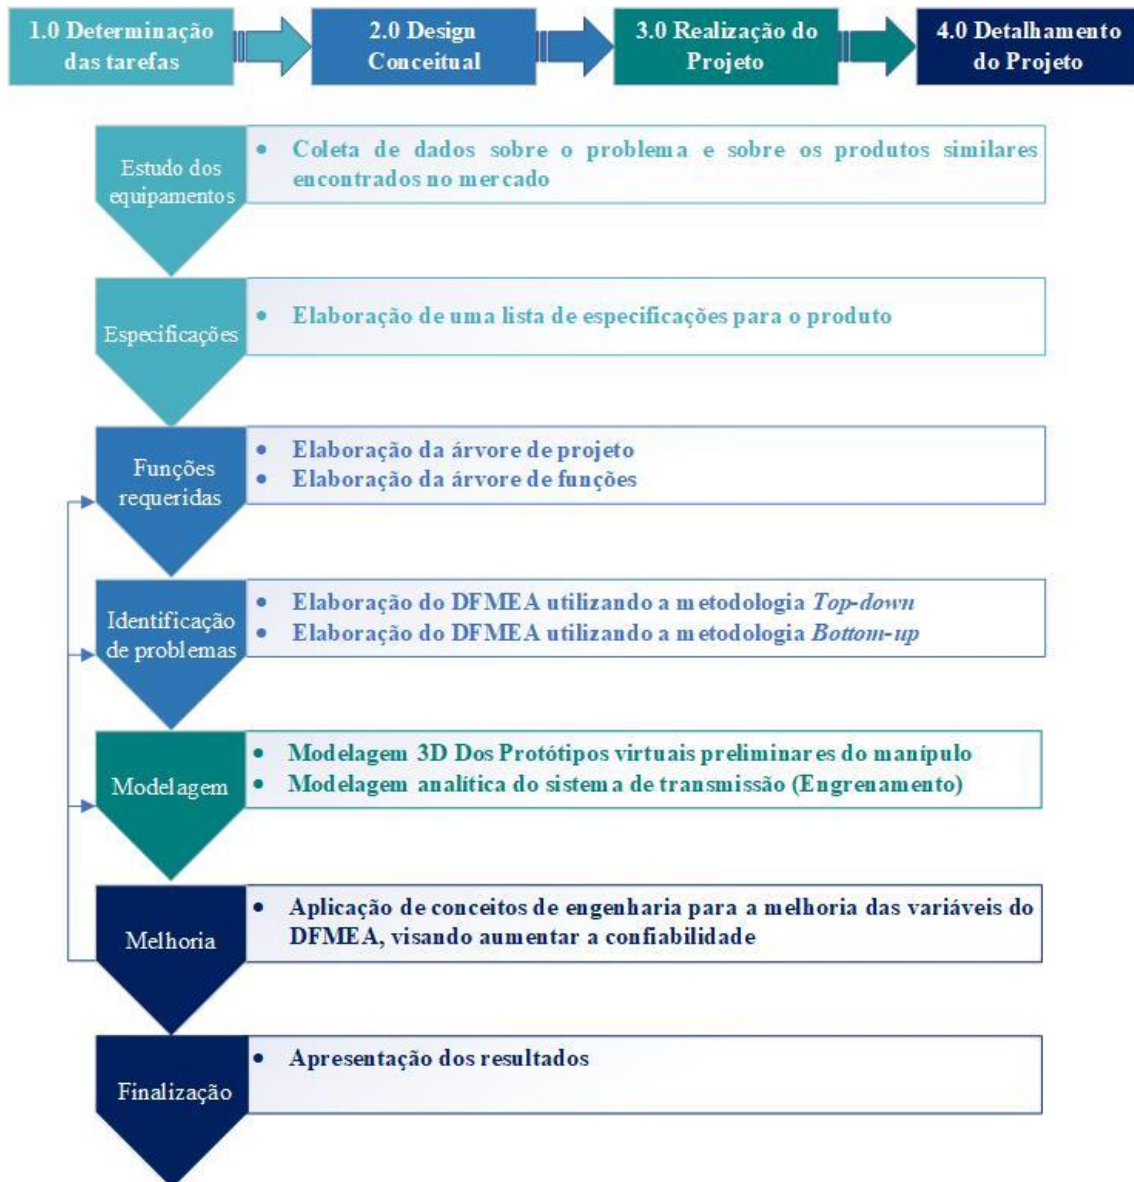 1.0 Determinação
das tarefas
2.0 Design
Conceitual
3.0 Realização do
Projeto
4.0 Detalhamento
do Projeto
Estudo dos
equipamentos
• Coleta de dados sobre o problema e sobre os produtos similares
encontrados no mercado
Especificações
• Elaboração de uma lista de especificações para o produto
Funções
requeridas
• Elaboração da árvore de projeto
• Elaboração da árvore de funções
Identificação
de problemas
• Elaboração do DFMEA utilizando a metodologia Top-down
• Elaboração do DFMEA utilizando a metodologia Bottom-up
Modelagem
• Modelagem 3D Dos Protótipos virtuais preliminares do manípulo
• Modelagem analítica do sistema de transmissão (Engrenamento)
Melhoria
• Aplicação de conceitos de engenharia para a melhoria das variáveis do
DFMEA, visando aumentar a confiabilidade
Finalização
• Apresentação dos resultados